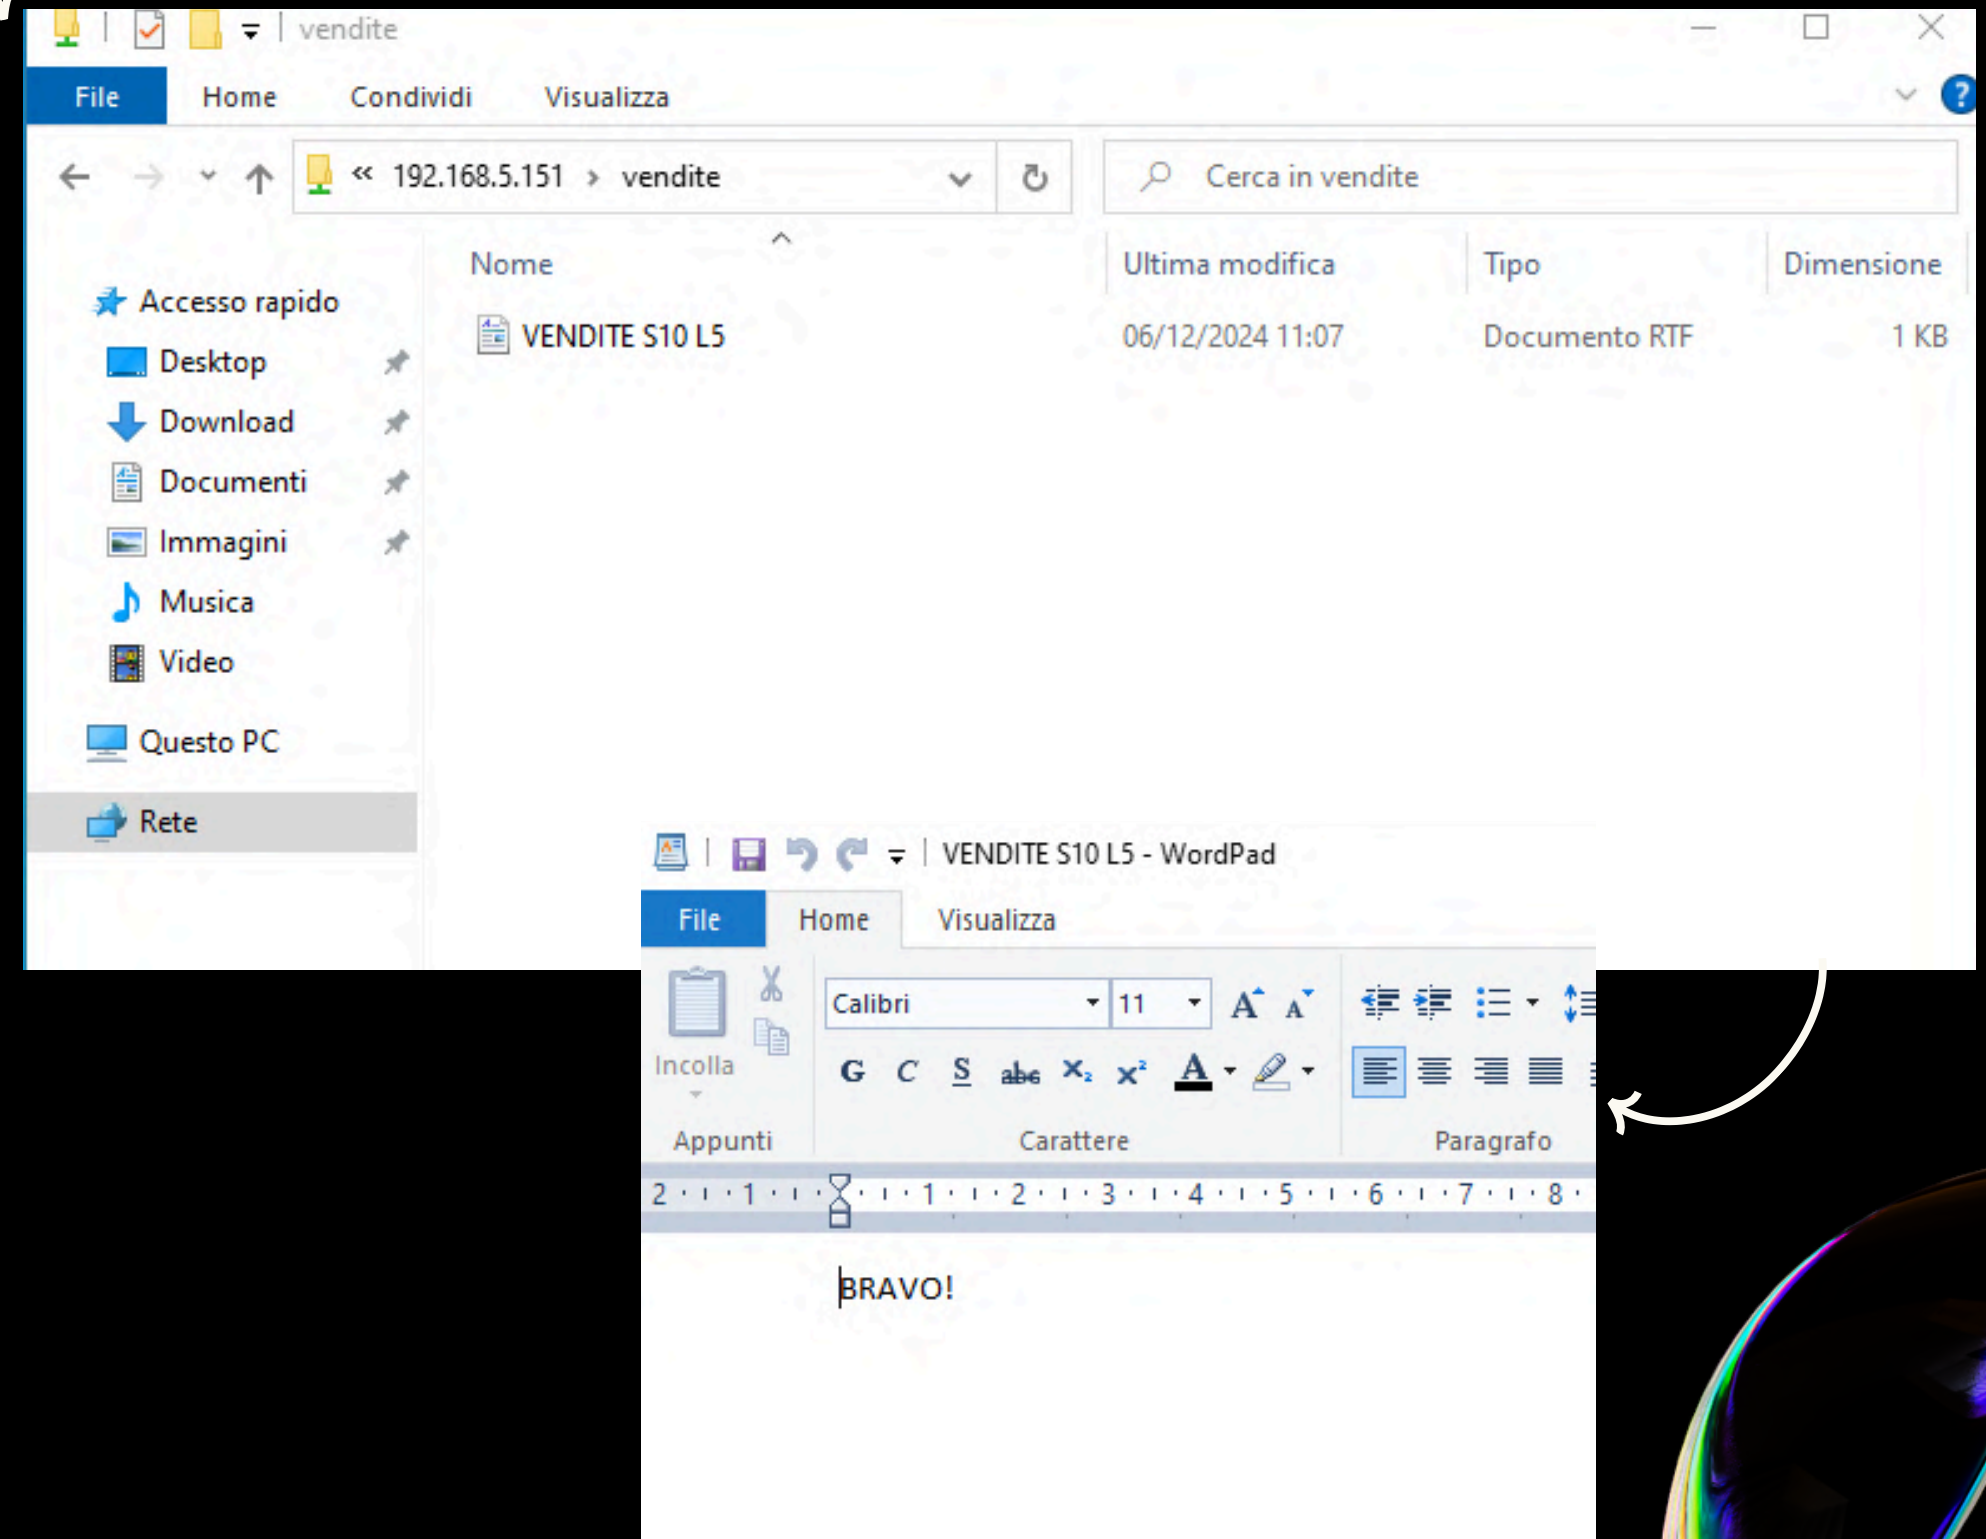 vendite
File Home Condividi Visualizza
?
« 192.168.5.151 > vendite
Cerca in vendite
Nome Ultima modifica Tipo Dimensione
VENDITE S10 L5 06/12/2024 11:07 Documento RTF 1 KB
Accesso rapido
Desktop
Download
Documenti
Immagini
Musica
Video
Questo PC
Rete
VENDITE S10 L5 - WordPad
File Home Visualizza
Incolla
Calibri 11 A A
G C S abc X₂ X² A
Appunti Carattere Paragrafo
2 1 1 2 3 4 5 6 7 8
BRAVO!